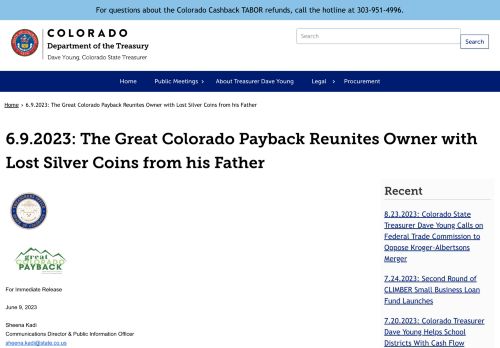 For questions about the Colorado Cashback TABOR refunds, call the hotline at 303-951-4996.
COLORADO
Department of the Treasury
Dave Young, Colorado State Treasurer
Search
Search
Home
Public Meetings
About Treasurer Dave Young
Legal
Procurement
Home > 6.9.2023: The Great Colorado Payback Reunites Owner with Lost Silver Coins from his Father
6.9.2023: The Great Colorado Payback Reunites Owner with
Lost Silver Coins from his Father
great
COLORADO
PAYBACK
For Immediate Release
June 9, 2023
Sheena Kadi
Communications Director & Public Information Officer
sheena.kadi@state.co.us
Recent
8.23.2023: Colorado State
Treasurer Dave Young Calls on
Federal Trade Commission to
Oppose Kroger-Albertsons
Merger
7.24.2023: Second Round of
CLIMBER Small Business Loan
Fund Launches
7.20.2023: Colorado Treasurer
Dave Young Helps School
Districts With Cash Flow